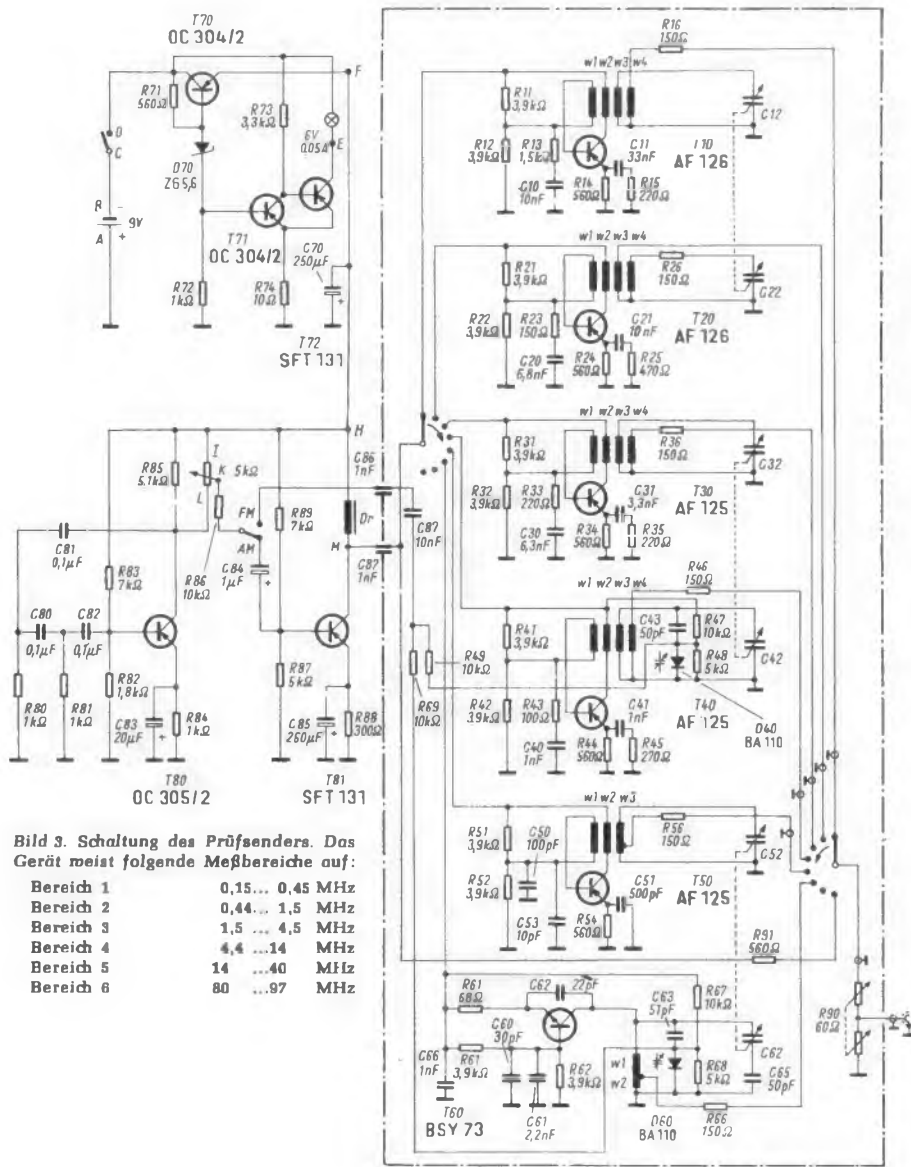 T70
OC 304/2
R71
560Ω
R73
3,3kΩ
F
6V
0.05A
E
D
C
D70
Z65,6
B
A
9V
T71
OC 304/2
C70
250µF
R72
1kΩ
R74
10Ω
T72
SFT 131
H
R85
5.1kΩ
I
K 5kΩ
L
FM
AM
R89
7kΩ
Dr
M
C86
1nF
C87
10nF
C87
1nF
C81
0,1µF
R83
7kΩ
R86
10kΩ
C84
1µF
C80
0,1µF
C82
0,1µF
R80
1kΩ
R81
1kΩ
R82
1,8kΩ
C83
20µF
R84
1kΩ
R87
5kΩ
C85
250µF
R88
300Ω
T80
OC 305/2
T81
SFT 131
R69
10kΩ
R49
10kΩ
R16
150Ω
w1 w2 w3 w4
R11
3,9kΩ
R12
3,9kΩ
R13
1,5kΩ
C10
10nF
C11
33nF
R14
560Ω
R15
220Ω
C12
T10
AF 126
w1 w2 w3 w4
R21
3,9kΩ
R22
3,9kΩ
R23
150Ω
C20
6,8nF
C21
10nF
R24
560Ω
R25
470Ω
R26
150Ω
C22
T20
AF 126
w1 w2 w3 w4
R31
3,9kΩ
R32
3,9kΩ
R33
220Ω
C30
6,3nF
C31
3,3nF
R34
560Ω
R35
220Ω
R36
150Ω
C32
T30
AF 125
w1 w2 w3 w4
R46
150Ω
R41
3,9kΩ
R42
3,9kΩ
R43
100Ω
C40
1nF
C41
1nF
R44
560Ω
R45
270Ω
C43
50pF
R47
10kΩ
R48
5kΩ
C42
T40
AF 125
D40
BA 110
w1 w2 w3
R51
3,9kΩ
R52
3,9kΩ
C50
100pF
C53
10pF
C51
500pF
R54
560Ω
R56
150Ω
C52
T50
AF 125
R91
560Ω
R90
60Ω
R61
68Ω
C62
22pF
R61
3,9kΩ
C60
30pF
C66
1nF
C61
2,2nF
R62
3,9kΩ
T60
BSY 73
w1
w2
C63
51pF
R67
10kΩ
R68
5kΩ
C62
C65
50pF
D60
BA 110
R66
150Ω
Bild 3. Schaltung des Prüfsenders. Das
Gerät meist folgende Meßbereiche auf:
Bereich 1 0,15... 0,45 MHz
Bereich 2 0,44... 1,5 MHz
Bereich 3 1,5 ... 4,5 MHz
Bereich 4 4,4 ...14 MHz
Bereich 5 14 ...40 MHz
Bereich 6 80 ...97 MHz